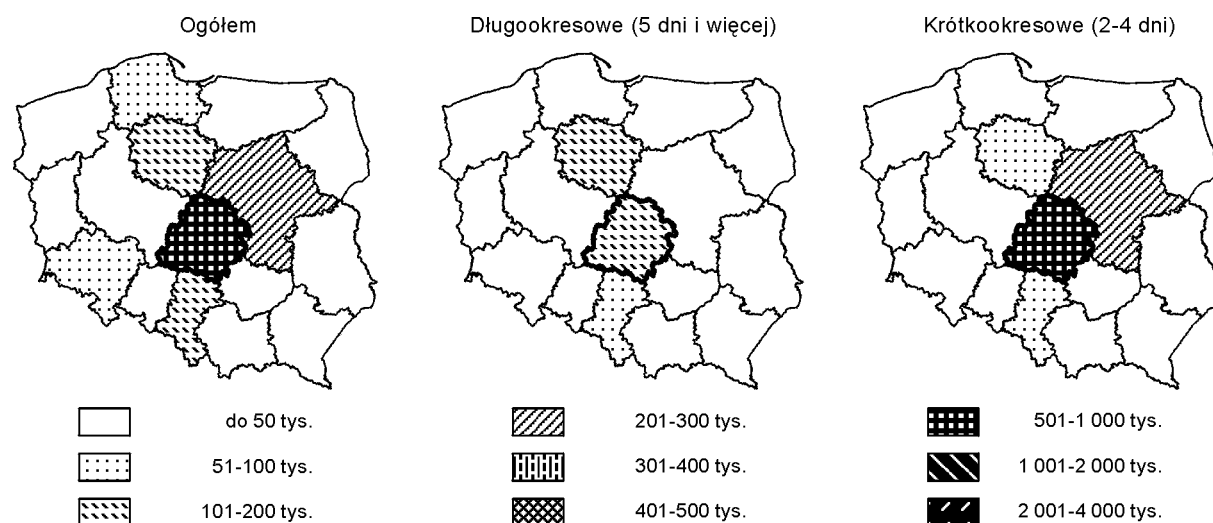 Ogółem
Długookresowe (5 dni i więcej)
Krótkookresowe (2-4 dni)
do 50 tys.
201-300 tys.
501-1 000 tys.
51-100 tys.
301-400 tys.
1 001-2 000 tys.
101-200 tys.
401-500 tys.
2 001-4 000 tys.